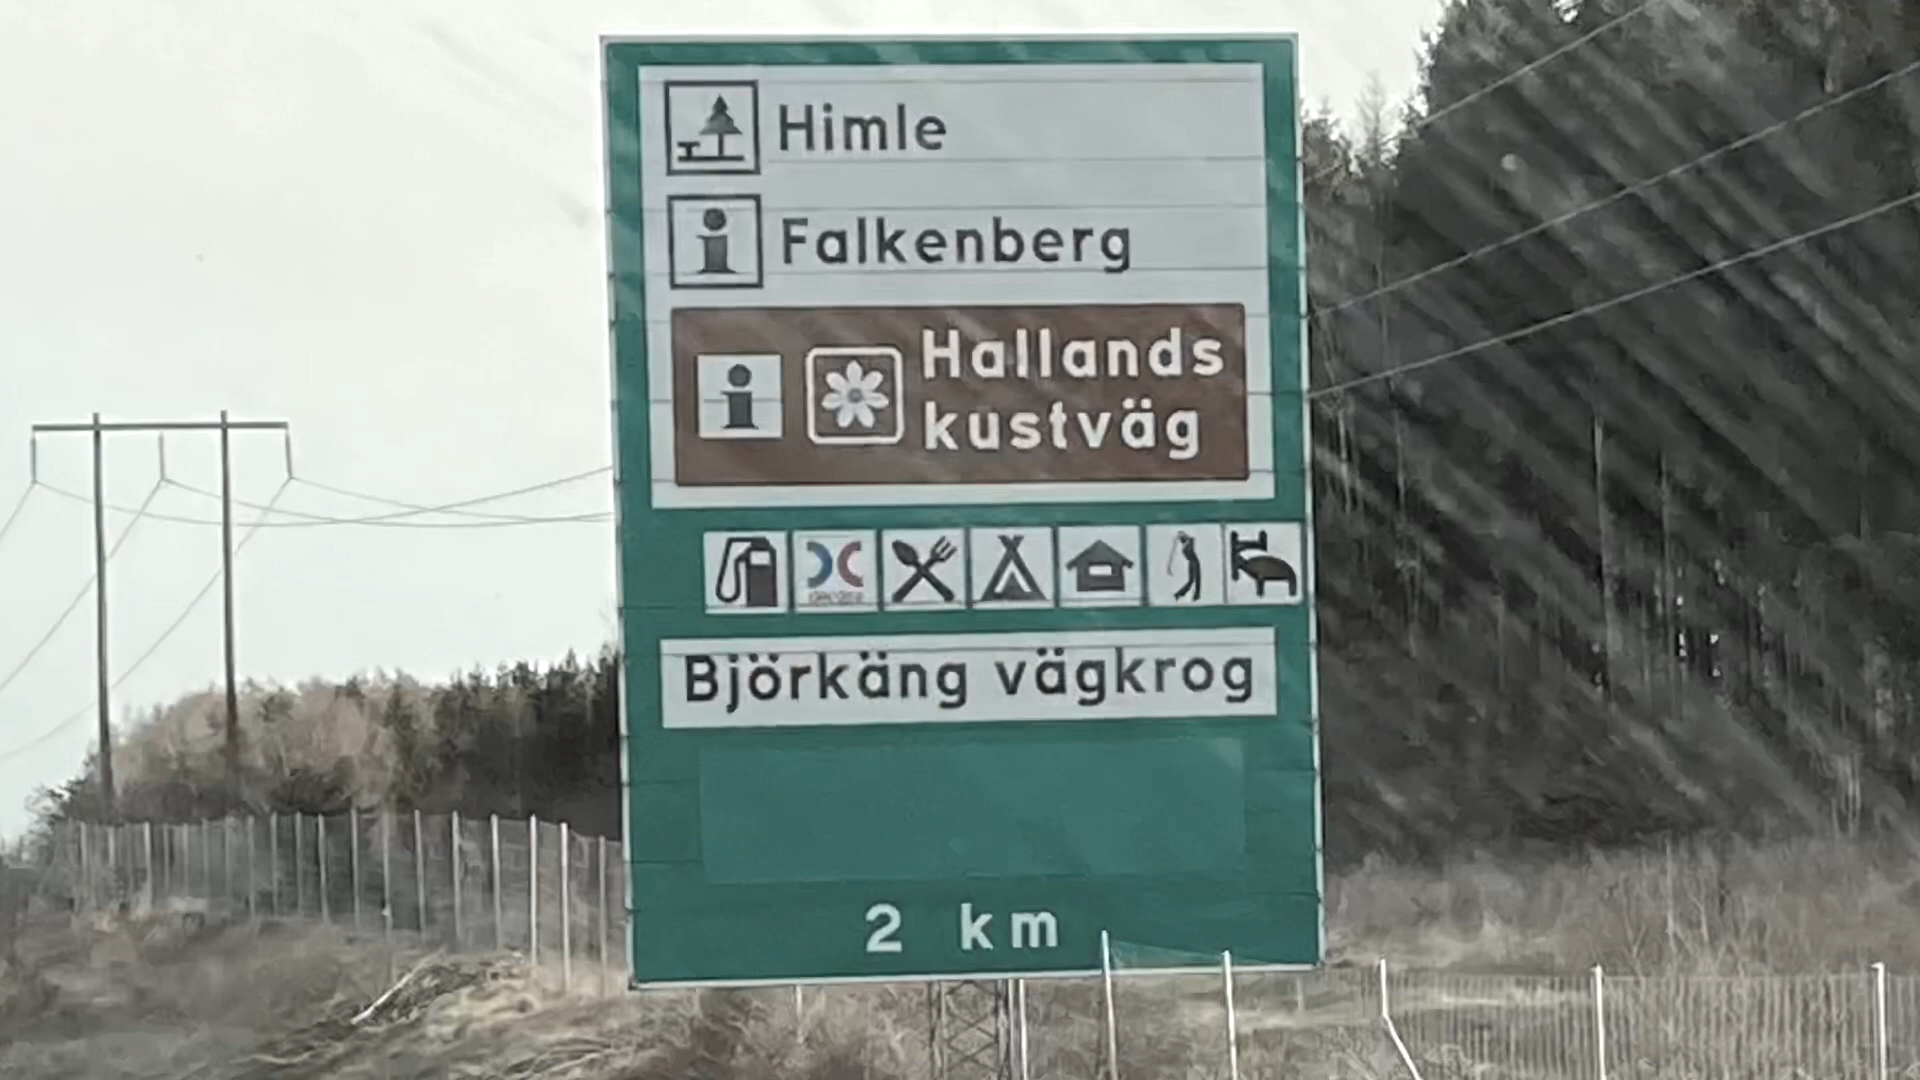 Himle
Falkenberg
Hallands
kustväg
Björkäng vägkrog
2 km